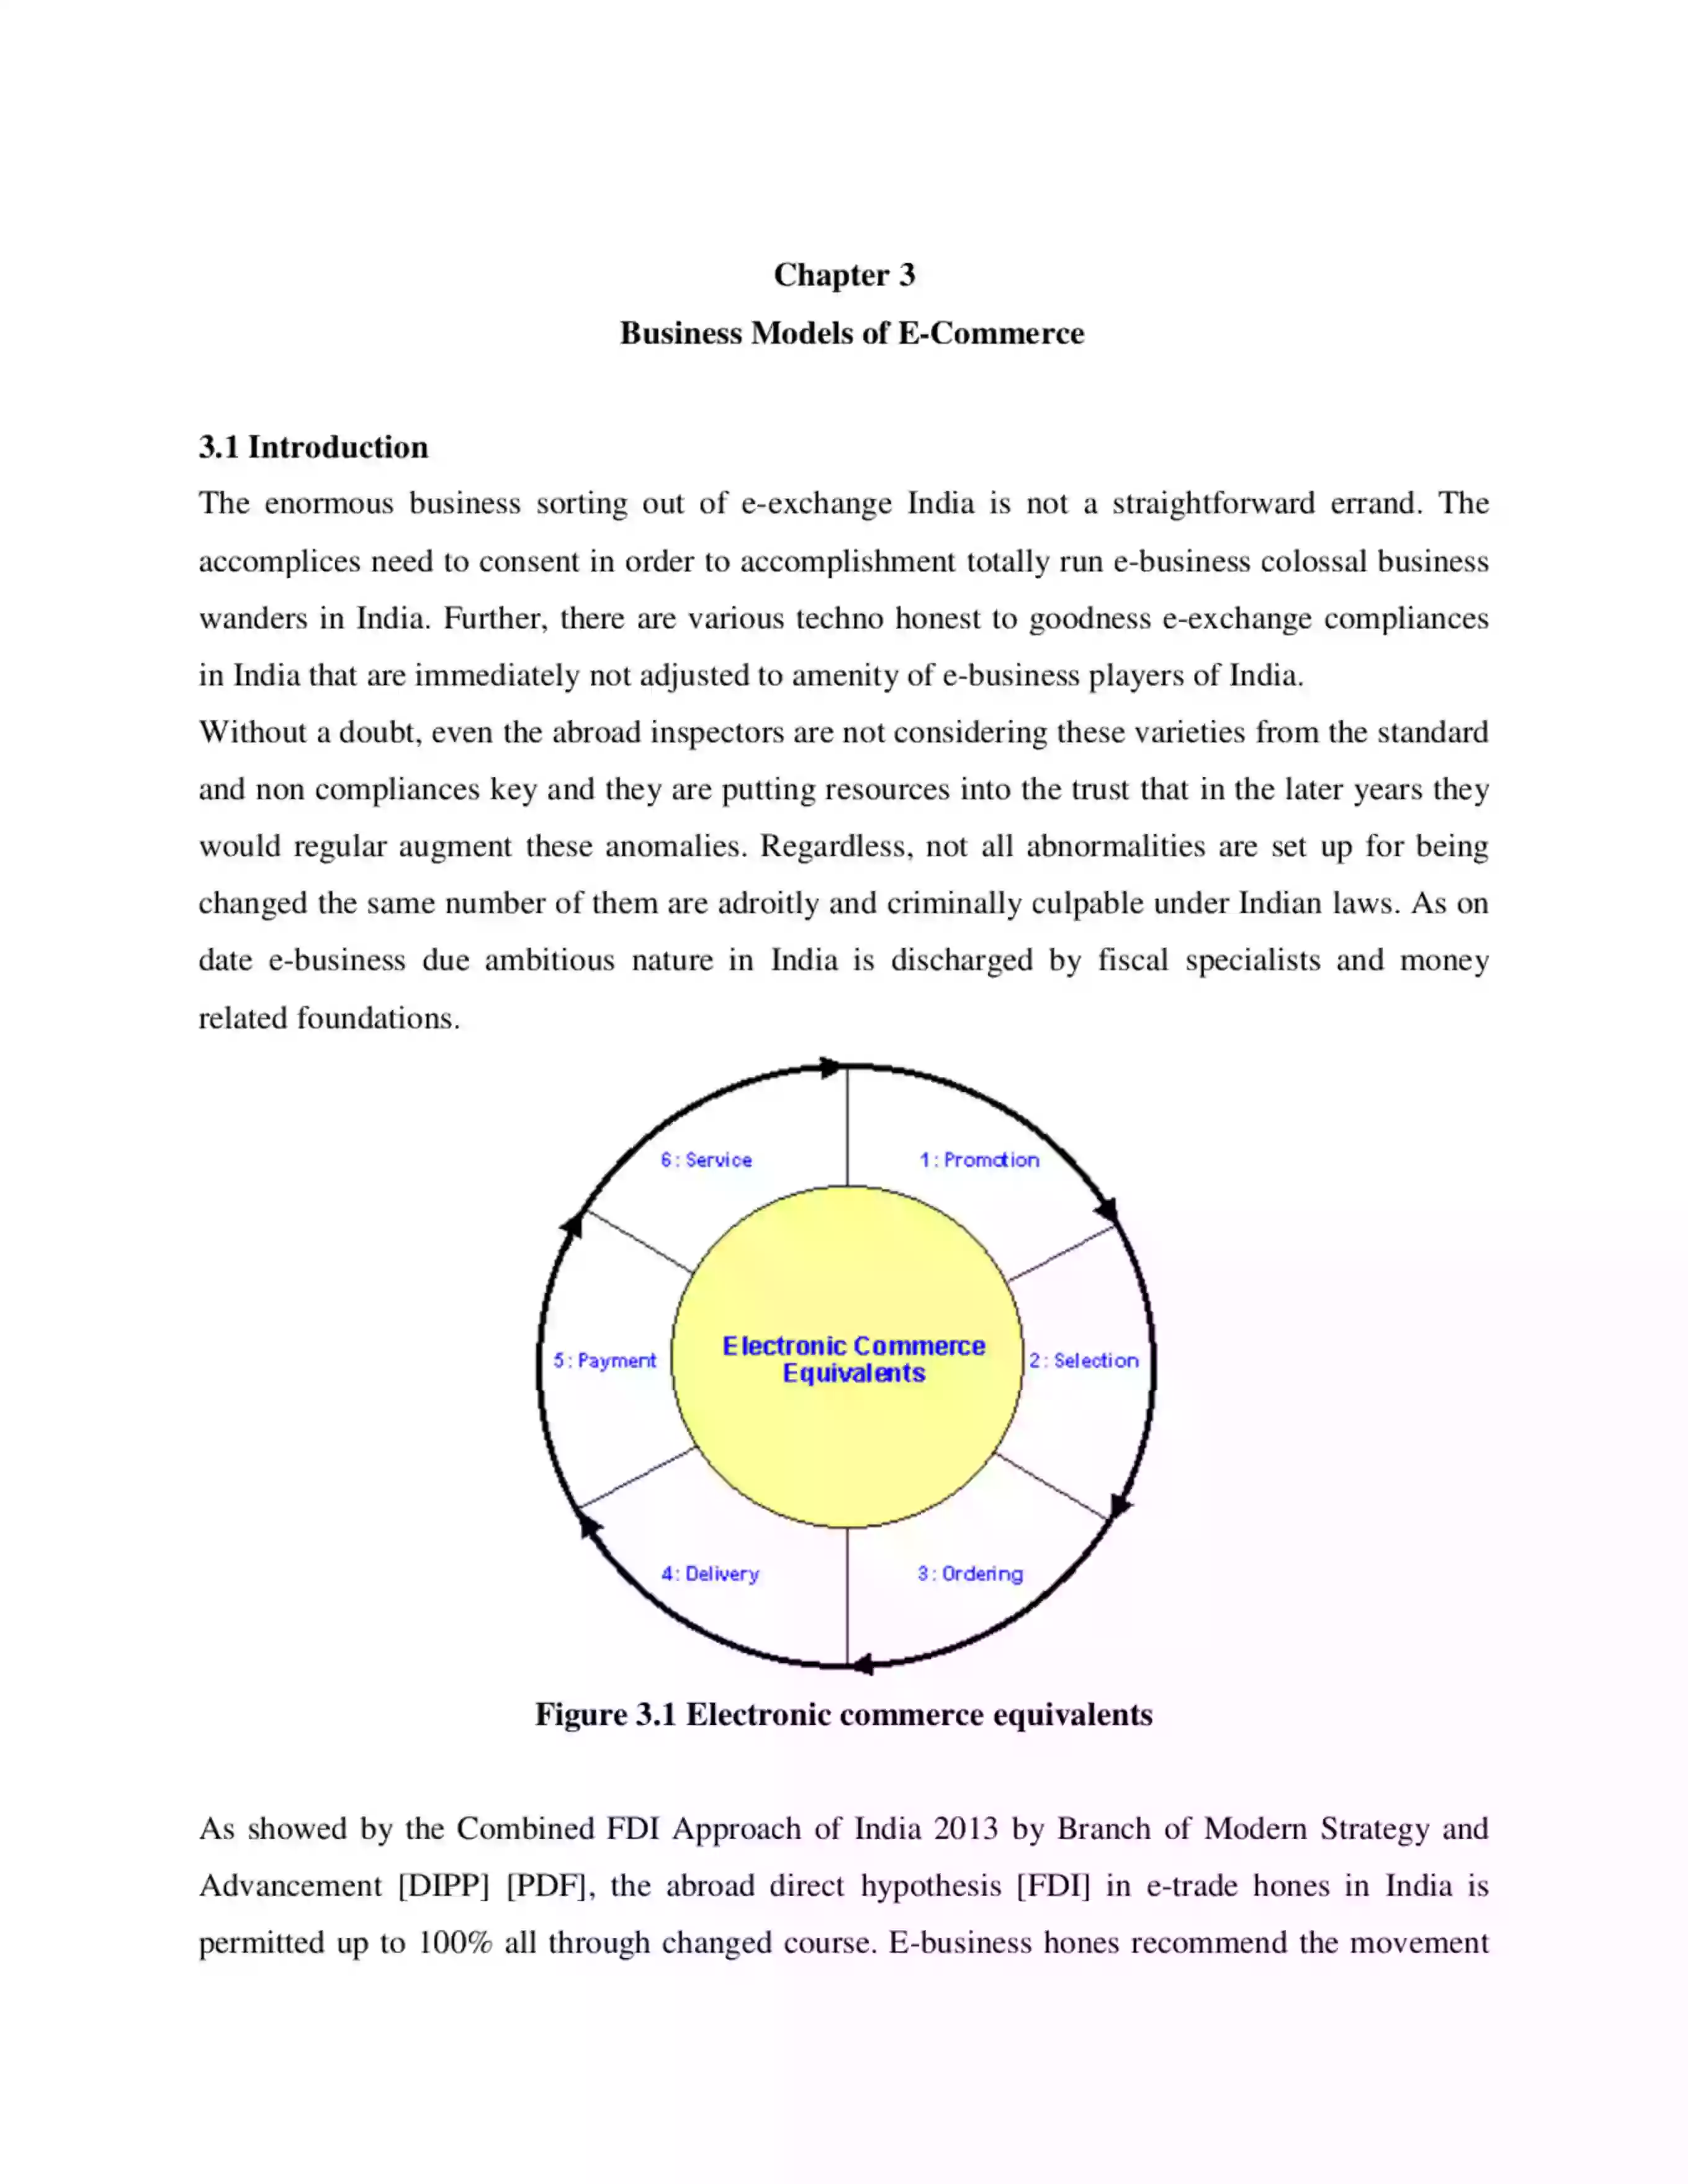 Chapter 3
Business Models of E-Commerce
3.1 Introduction
The enormous business sorting out of e-exchange India is not a straightforward errand. The
accomplices need to consent in order to accomplishment totally run e-business colossal business
wanders in India. Further, there are various techno honest to goodness e-exchange compliances
in India that are immediately not adjusted to amenity of e-business players of India.
Without a doubt, even the abroad inspectors are not considering these varieties from the standard
and non compliances key and they are putting resources into the trust that in the later years they
would regular augment these anomalies. Regardless, not all abnormalities are set up for being
changed the same number of them are adroitly and criminally culpable under Indian laws. As on
date e-business due ambitious nature in India is discharged by fiscal specialists and money
related foundations.
6: Service
1: Promotion
Electronic Commerce
Equivalents
5: Payment
2: Selection
4: Delivery
3: Ordering
Figure 3.1 Electronic commerce equivalents
As showed by the Combined FDI Approach of India 2013 by Branch of Modern Strategy and
Advancement [DIPP] [PDF], the abroad direct hypothesis [FDI] in e-trade hones in India is
permitted up to 100% all through changed course. E-business hones recommend the movement